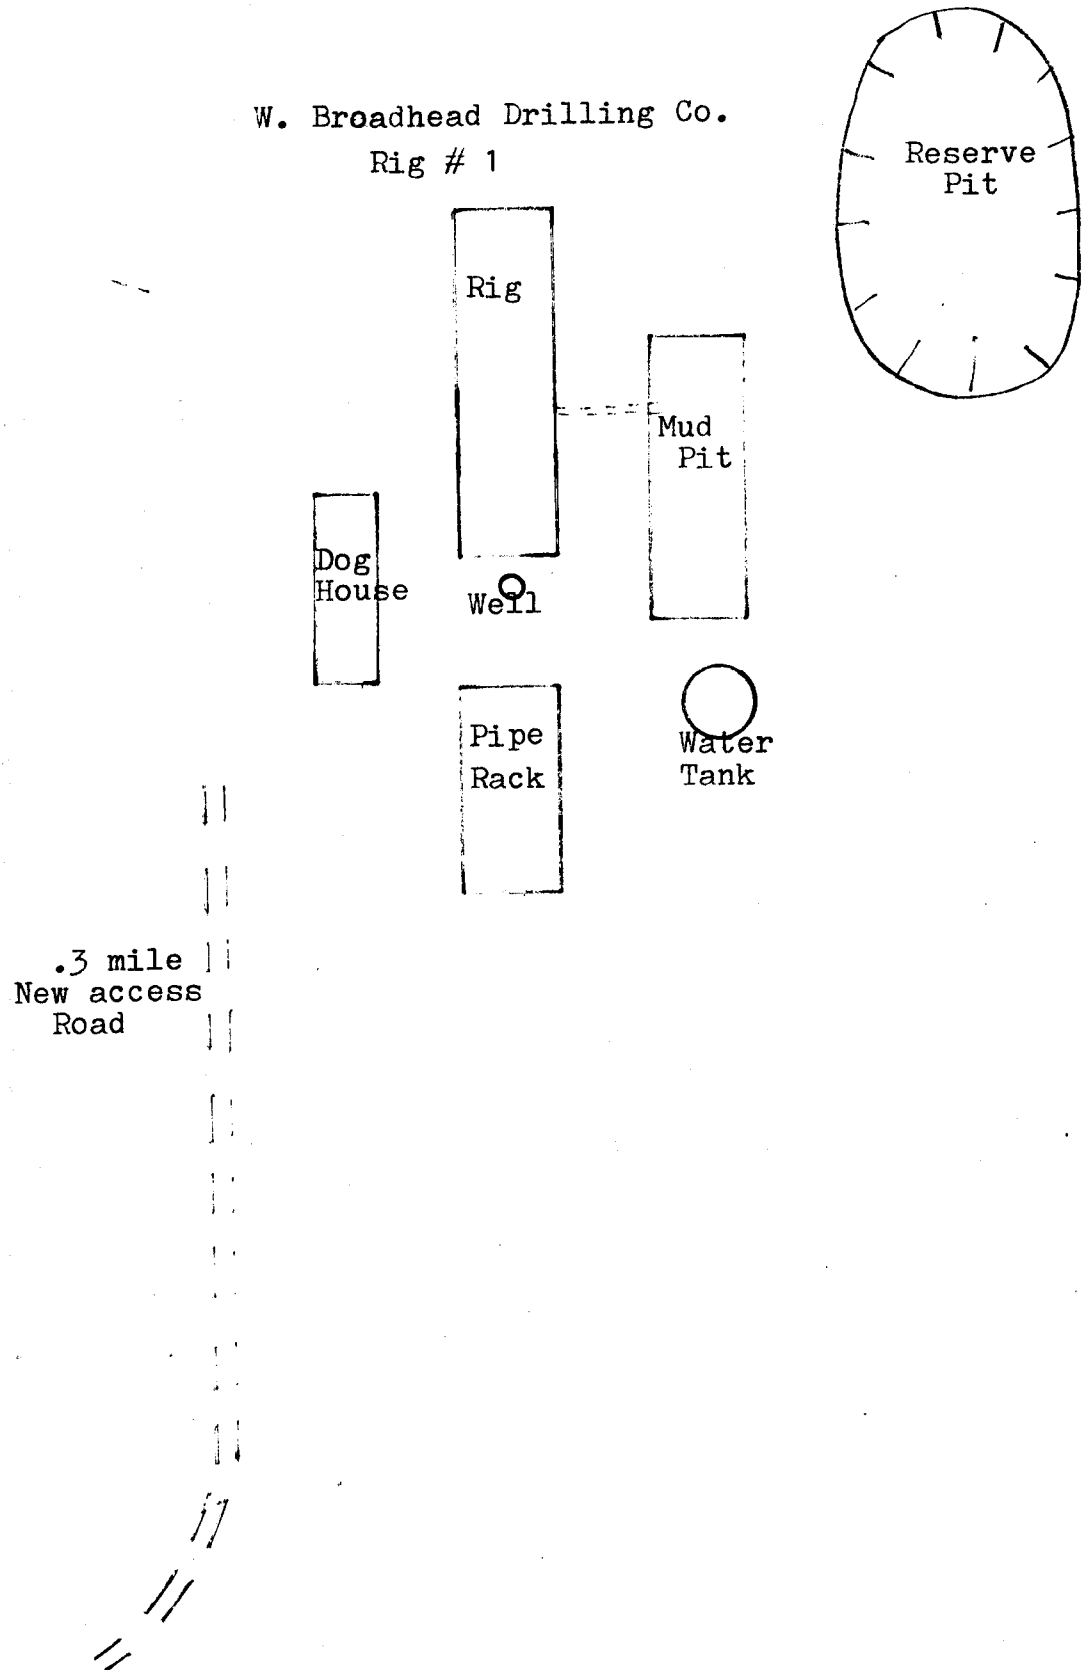 W. Broadhead Drilling Co.
Rig # 1
Reserve
Pit
Rig
Mud
Pit
Dog
House
Well
Pipe
Rack
Water
Tank
.3 mile
New access
Road